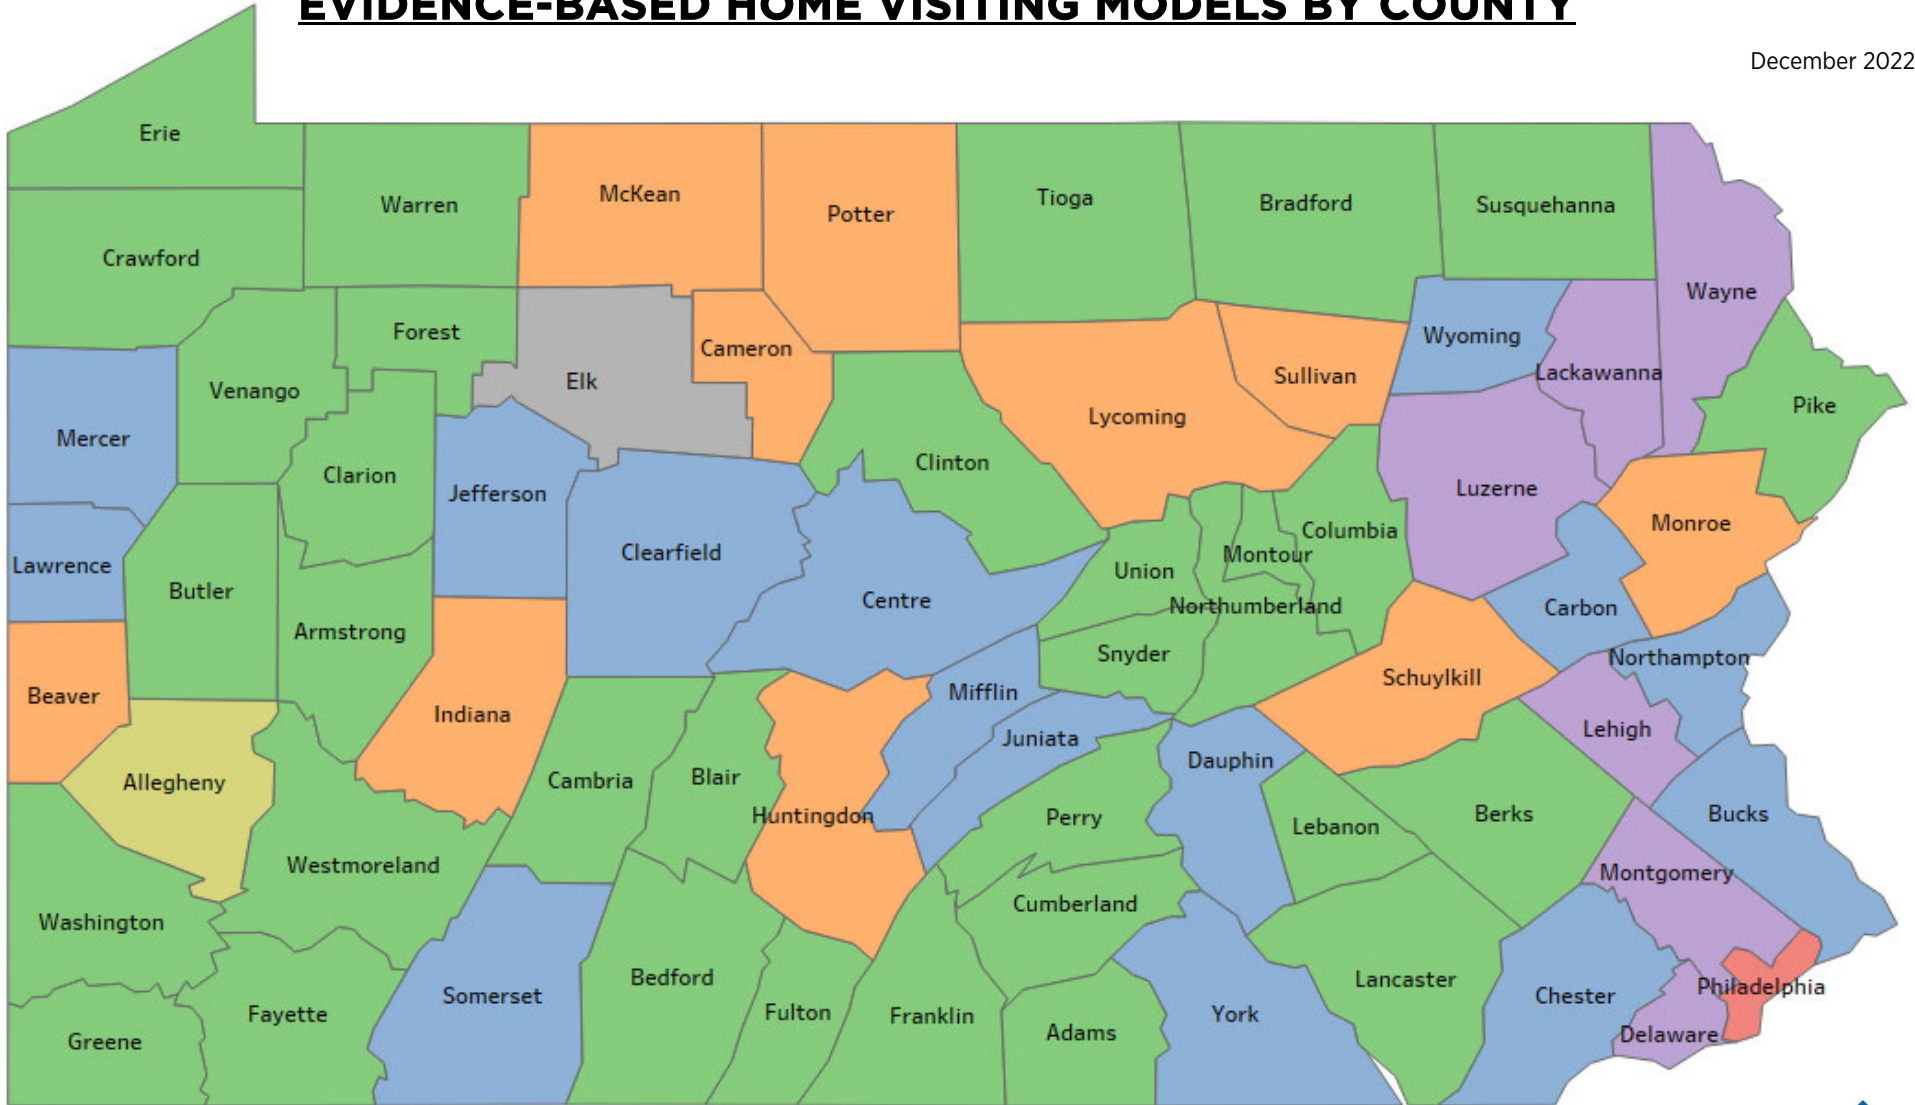 EVIDENCE-BASED HOME VISITING MODELS BY COUNTY
December 2022
Erie
Warren
McKean
Potter
Tioga
Bradford
Susquehanna
Wayne
Crawford
Forest
Cameron
Wyoming
Lackawanna
Venango
Elk
Sullivan
Pike
Mercer
Lycoming
Clarion
Jefferson
Clinton
Luzerne
Monroe
Columbia
Lawrence
Butler
Clearfield
Centre
Union
Montour
Carbon
Armstrong
Northumberland
Snyder
Northampton
Beaver
Indiana
Mifflin
Schuylkill
Juniata
Lehigh
Allegheny
Cambria
Blair
Dauphin
Huntingdon
Perry
Lebanon
Berks
Bucks
Westmoreland
Montgomery
Cumberland
Washington
Bedford
Lancaster
Philadelphia
Somerset
Chester
Fayette
Fulton
Franklin
York
Greene
Adams
Delaware